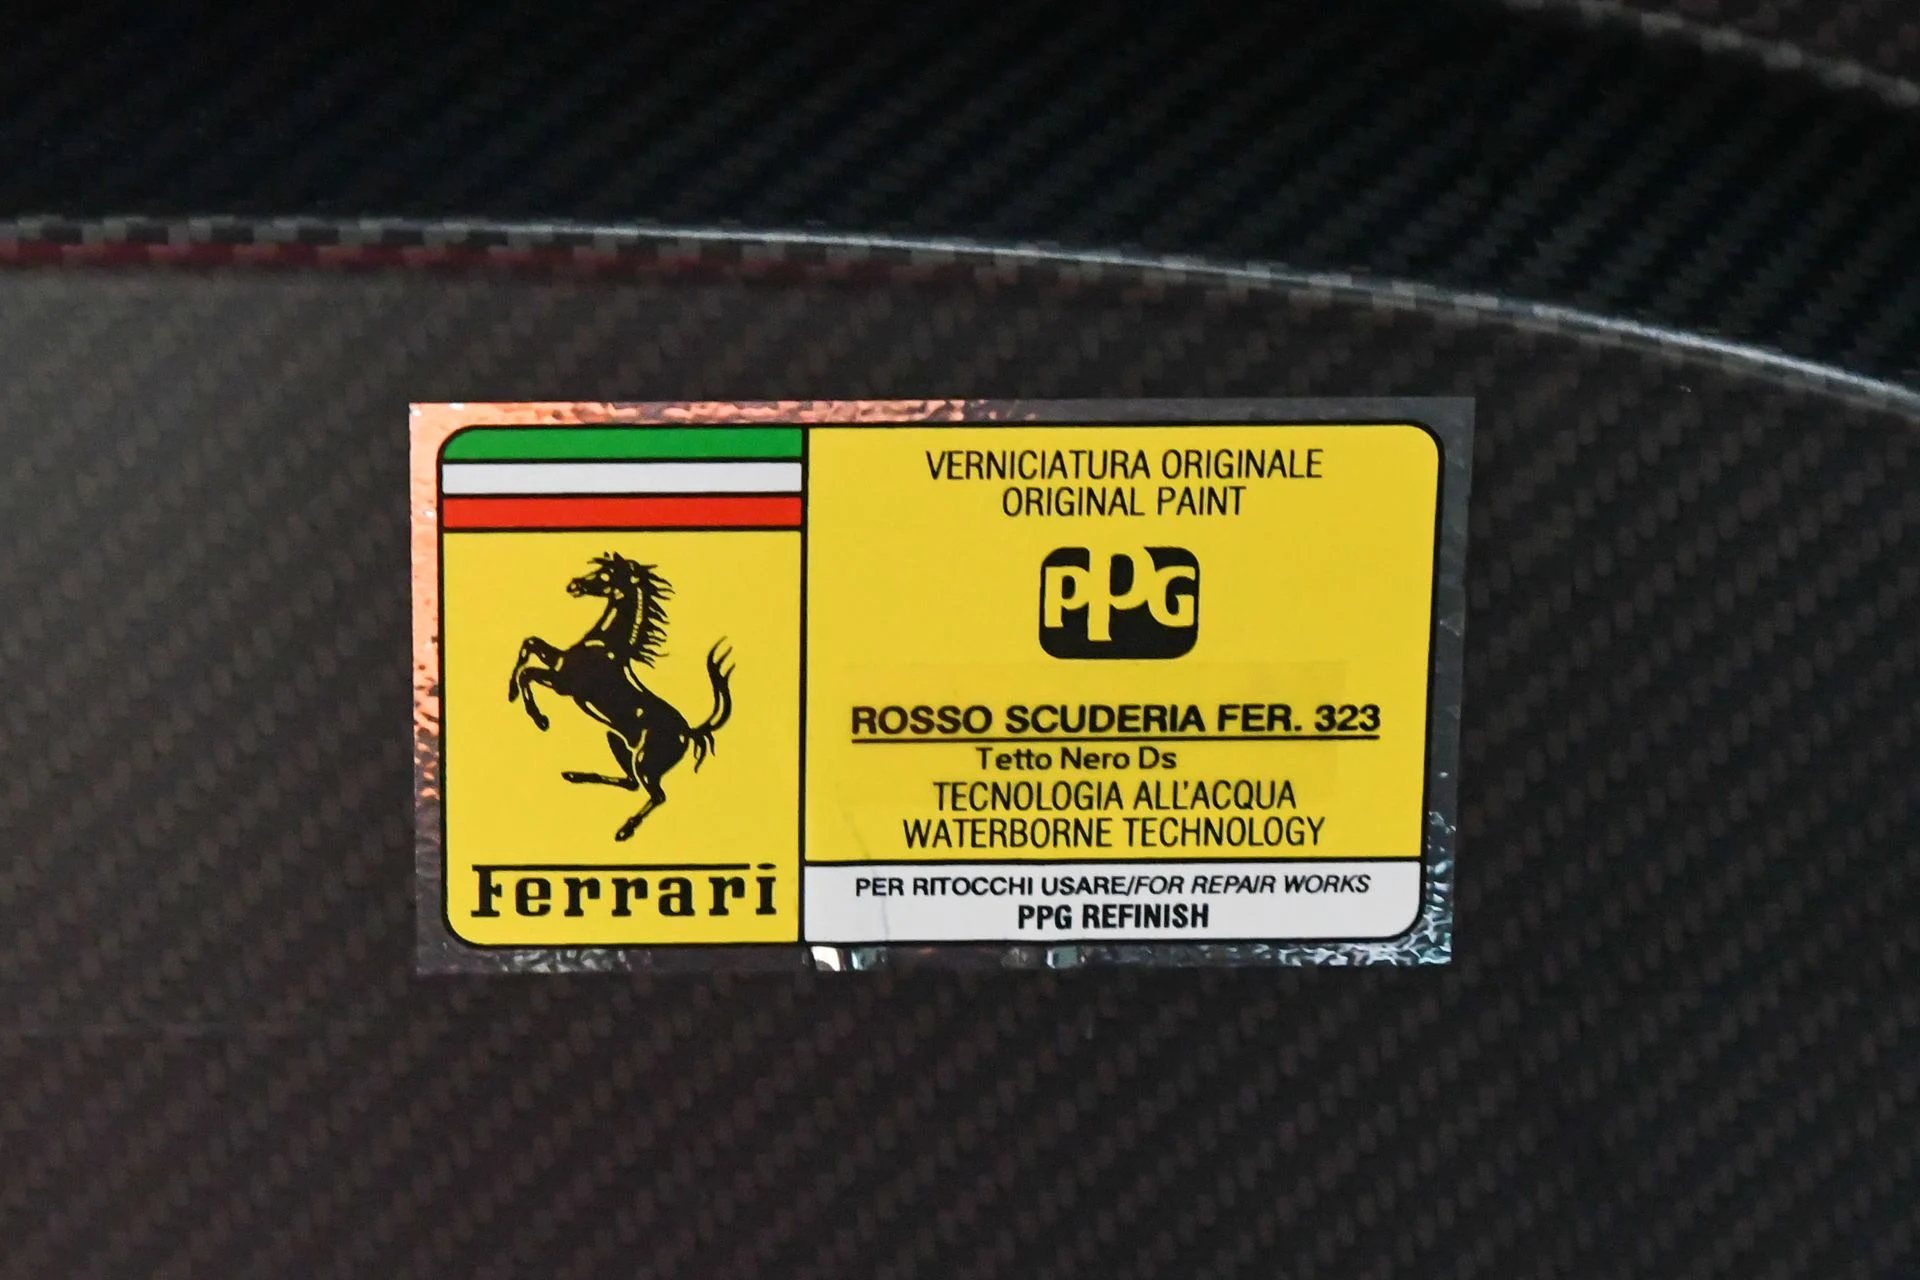 Ferrari
VERNICIATURA ORIGINALE
ORIGINAL PAINT
PPG
ROSSO SCUDERIA FER. 323
Tetto Nero Ds
TECNOLOGIA ALL'ACQUA
WATERBORNE TECHNOLOGY
PER RITOCCHI USARE/FOR REPAIR WORKS
PPG REFINISH